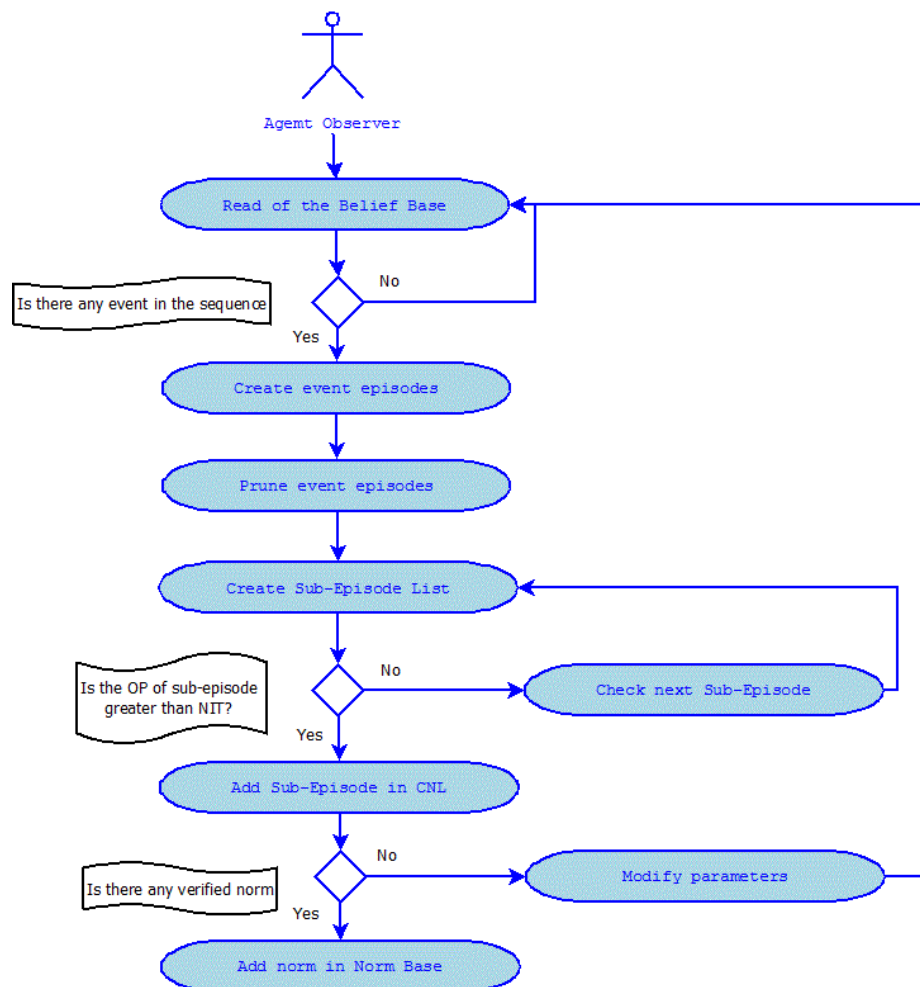 Agemt Observer
Read of the Belief Base
No
Is there any event in the sequence
Yes
Create event episodes
Prune event episodes
Create Sub-Episode List
No
Is the OP of sub-episode
greater than NIT?
Check next Sub-Episode
Yes
Add Sub-Episode in CNL
No
Is there any verified norm
Modify parameters
Yes
Add norm in Norm Base